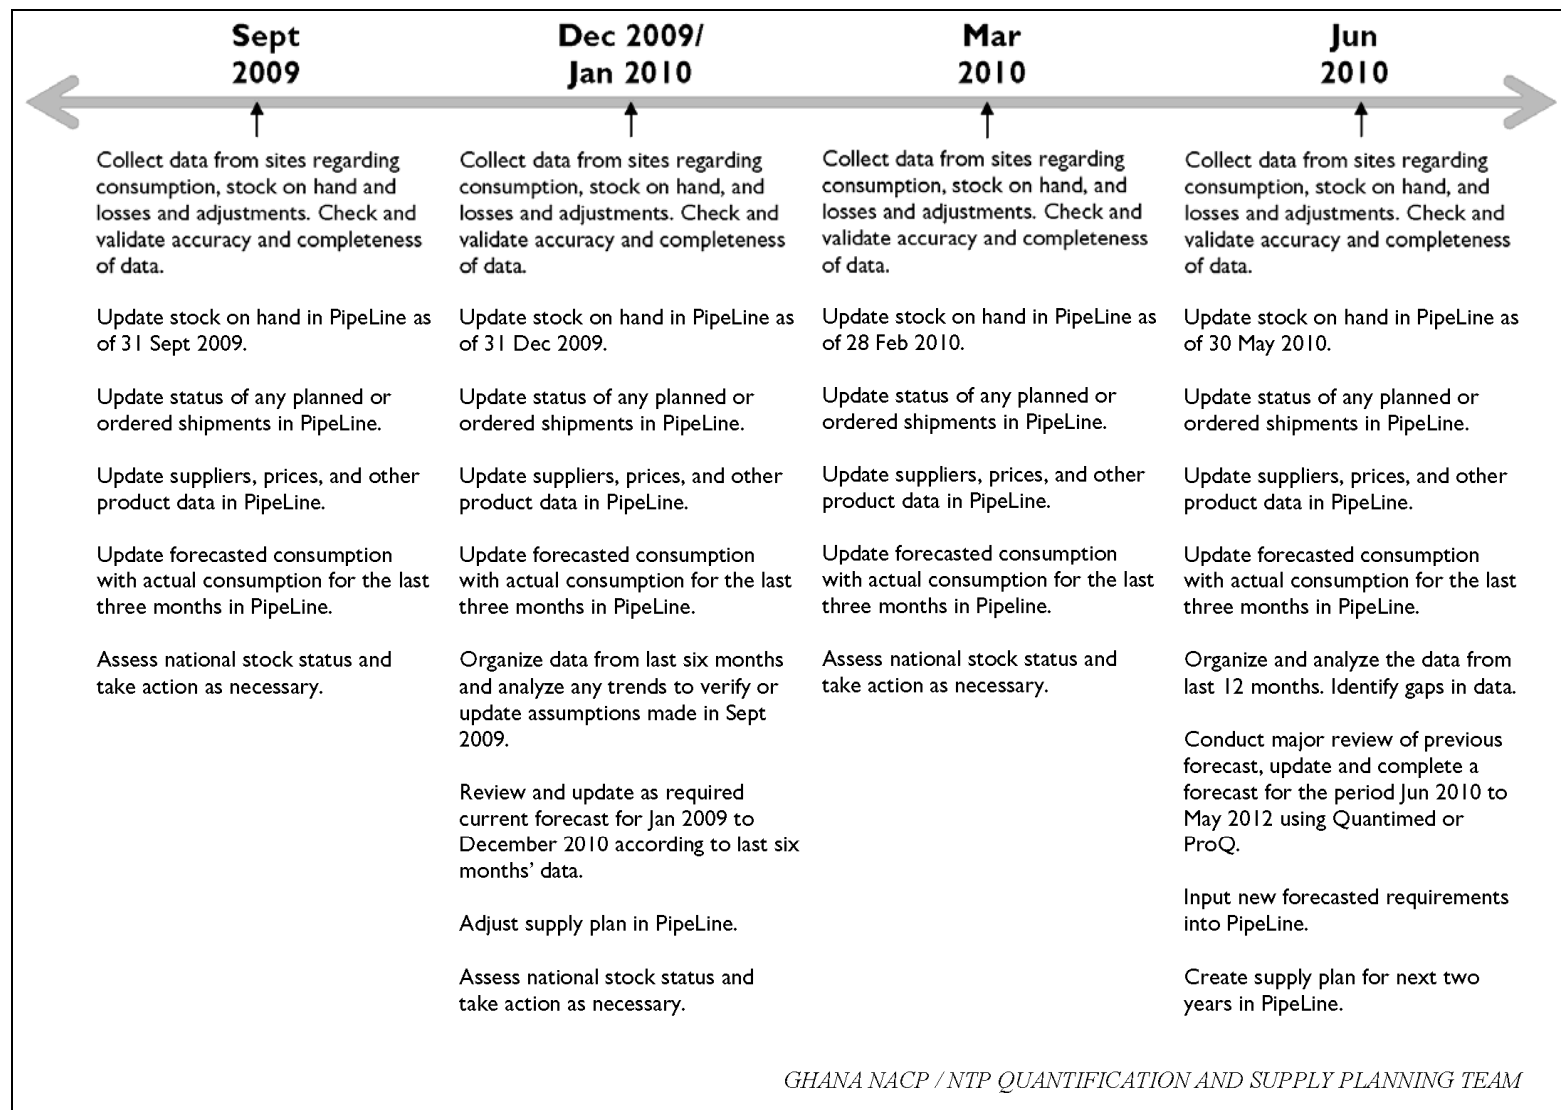 Sept
2009
Dec 2009/
Jan 2010
Mar
2010
Jun
2010
Collect data from sites regarding
consumption, stock on hand and
losses and adjustments. Check and
validate accuracy and completeness
of data.
Update stock on hand in PipeLine as
of 31 Sept 2009.
Update status of any planned or
ordered shipments in PipeLine.
Update suppliers, prices, and other
product data in PipeLine.
Update forecasted consumption
with actual consumption for the last
three months in PipeLine.
Assess national stock status and
take action as necessary.
Collect data from sites regarding
consumption, stock on hand, and
losses and adjustments. Check and
validate accuracy and completeness
of data.
Update stock on hand in PipeLine as
of 31 Dec 2009.
Update status of any planned or
ordered shipments in PipeLine.
Update suppliers, prices, and other
product data in PipeLine.
Update forecasted consumption
with actual consumption for the last
three months in PipeLine.
Organize data from last six months
and analyze any trends to verify or
update assumptions made in Sept
2009.
Review and update as required
current forecast for Jan 2009 to
December 2010 according to last six
months’ data.
Adjust supply plan in PipeLine.
Assess national stock status and
take action as necessary.
Collect data from sites regarding
consumption, stock on hand, and
losses and adjustments. Check and
validate accuracy and completeness
of data.
Update stock on hand in PipeLine as
of 28 Feb 2010.
Update status of any planned or
ordered shipments in PipeLine.
Update suppliers, prices, and other
product data in PipeLine.
Update forecasted consumption
with actual consumption for the last
three months in Pipeline.
Assess national stock status and
take action as necessary.
Collect data from sites regarding
consumption, stock on hand, and
losses and adjustments. Check and
validate accuracy and completeness
of data.
Update stock on hand in PipeLine as
of 30 May 2010.
Update status of any planned or
ordered shipments in PipeLine.
Update suppliers, prices, and other
product data in PipeLine.
Update forecasted consumption
with actual consumption for the last
three months in PipeLine.
Organize and analyze the data from
last 12 months. Identify gaps in data.
Conduct major review of previous
forecast, update and complete a
forecast for the period Jun 2010 to
May 2012 using Quantimed or
ProQ.
Input new forecasted requirements
into PipeLine.
Create supply plan for next two
years in PipeLine.
GHANA NACP / NTP QUANTIFICATION AND SUPPLY PLANNING TEAM